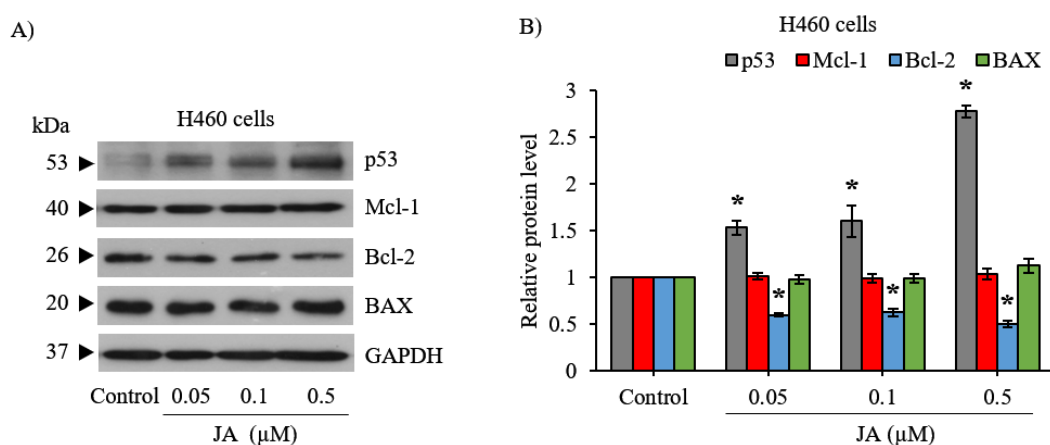 A)
H460 cells
kDa
53 p53
40 Mcl-1
26 Bcl-2
20 BAX
37 GAPDH
Control 0.05 0.1 0.5
JA (µM)
B)
H460 cells
p53 Mcl-1 Bcl-2 BAX
Relative protein level
3
2.5
2
1.5
1
0.5
0
* * * * * *
Control 0.05 0.1 0.5
JA (µM)